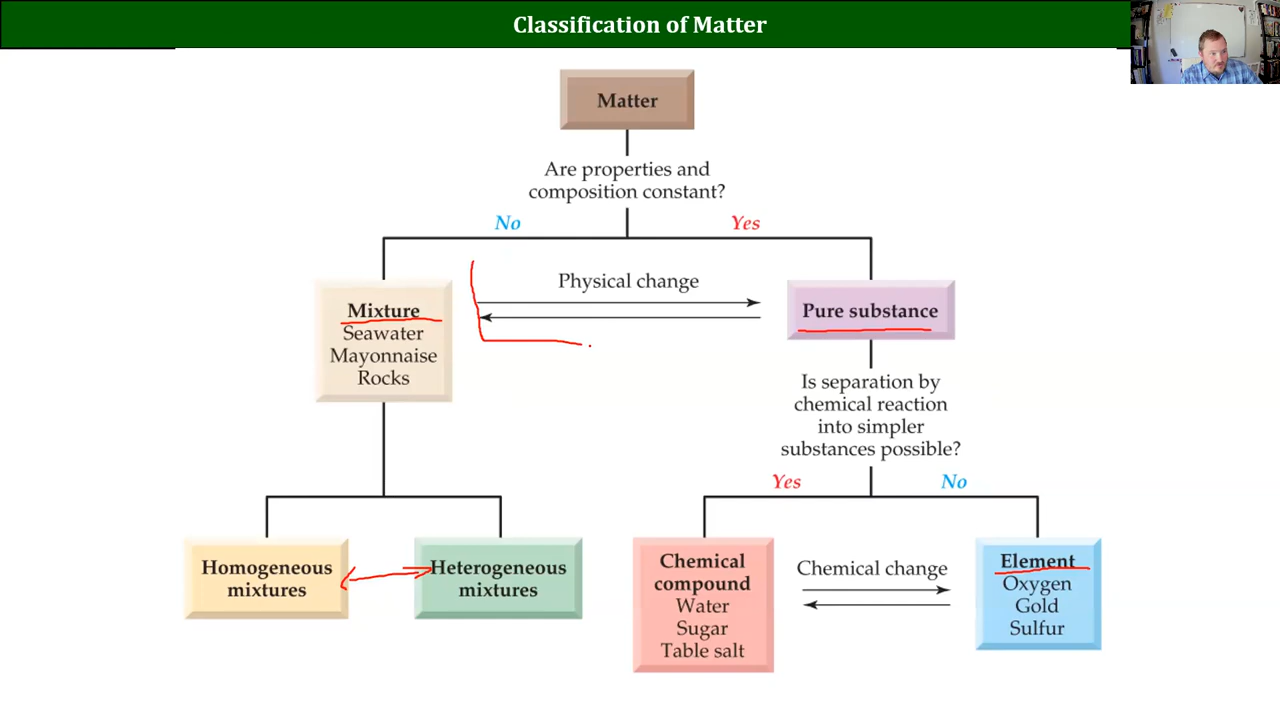 Classification of Matter
Matter
Are properties and
composition constant?
No
Yes
Physical change
Mixture
Seawater
Mayonnaise
Rocks
Pure substance
Is separation by
chemical reaction
into simpler
substances possible?
Yes
No
Homogeneous
mixtures
Heterogeneous
mixtures
Chemical
compound
Water
Sugar
Table salt
Chemical change
Element
Oxygen
Gold
Sulfur